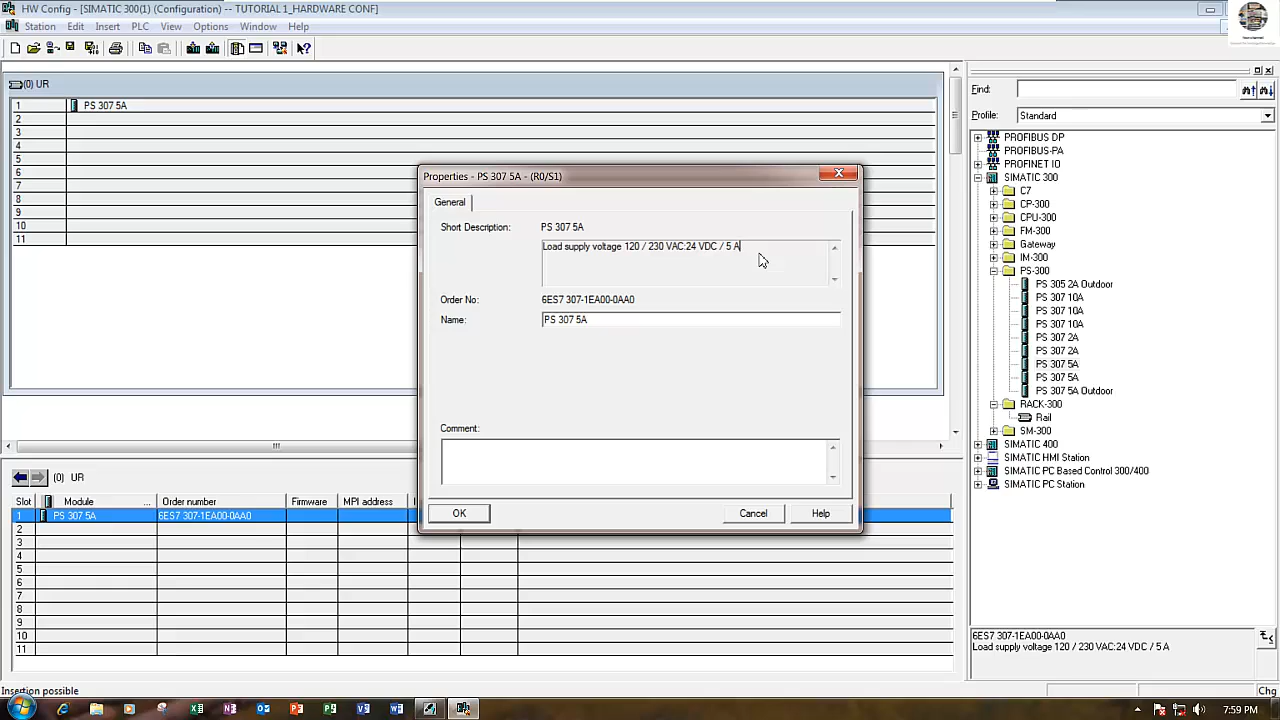 HW Config - [SIMATIC 300(1) (Configuration) -- TUTORIAL 1_HARDWARE CONF]
Station Edit Insert PLC View Options Window Help
(0) UR
1 PS 307 5A
2
3
4
5
6
7
8
9
10
11
Properties - PS 307 5A - (R0/S1)
General
Short Description: PS 307 5A
Load supply voltage 120 / 230 VAC:24 VDC / 5 A
Order No: 6ES7 307-1EA00-0AA0
Name: PS 307 5A
Comment:
OK Cancel Help
Find:
Profile: Standard
PROFIBUS DP
PROFIBUS-PA
PROFINET IO
SIMATIC 300
C7
CP-300
CPU-300
FM-300
Gateway
IM-300
PS-300
PS 305 2A Outdoor
PS 307 10A
PS 307 10A
PS 307 10A
PS 307 2A
PS 307 2A
PS 307 5A
PS 307 5A
PS 307 5A Outdoor
RACK-300
Rail
SM-300
SIMATIC 400
SIMATIC HMI Station
SIMATIC PC Based Control 300/400
SIMATIC PC Station
(0) UR
Slot Module ... Order number Firmware MPI address
1 PS 307 5A 6ES7 307-1EA00-0AA0
2
3
4
5
6
7
8
9
10
11
6ES7 307-1EA00-0AA0
Load supply voltage 120 / 230 VAC:24 VDC / 5 A
Insertion possible
Chg
7:59 PM